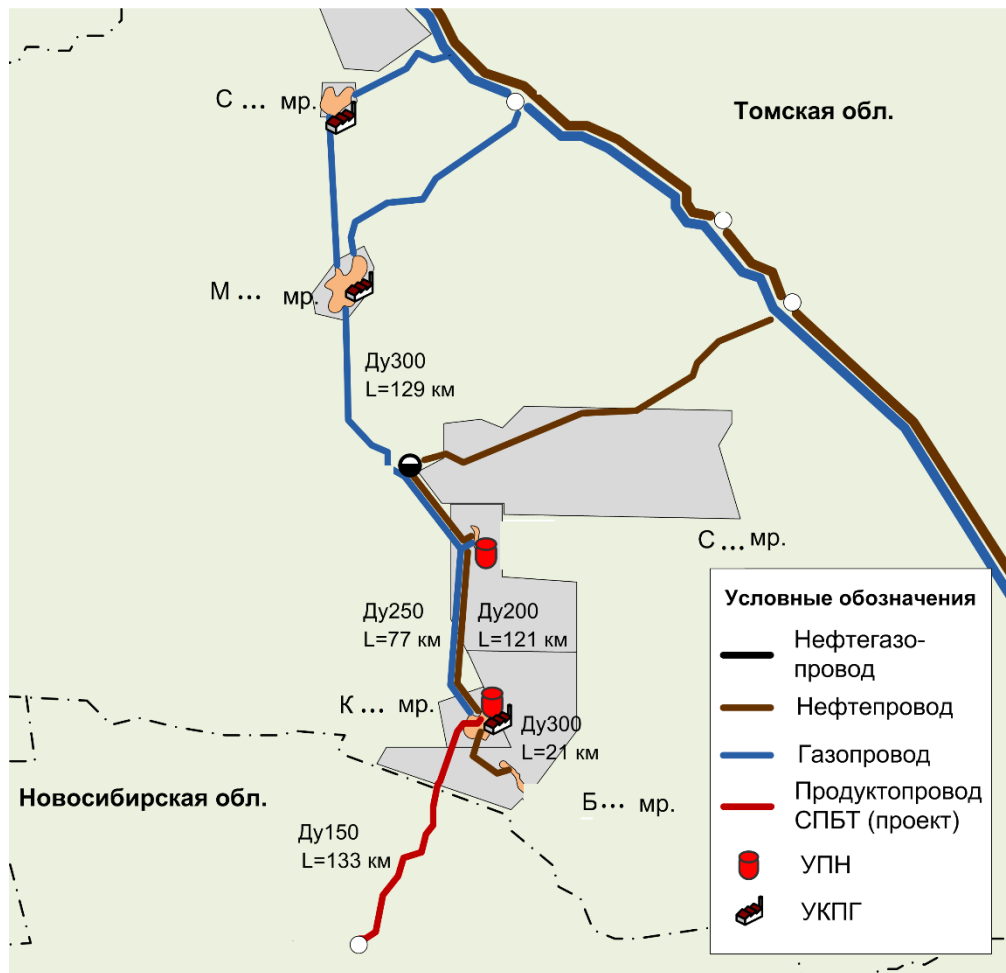 С ... мр.
Томская обл.
М ... мр.
Ду300
L=129 км
С ... мр.
Ду250
L=77 км
Ду200
L=121 км
К ... мр.
Ду300
L=21 км
Б... мр.
Новосибирская обл.
Ду150
L=133 км
Условные обозначения
Нефтегазо-
провод
Нефтепровод
Газопровод
Продуктопровод
СПБТ (проект)
УПН
УКПГ